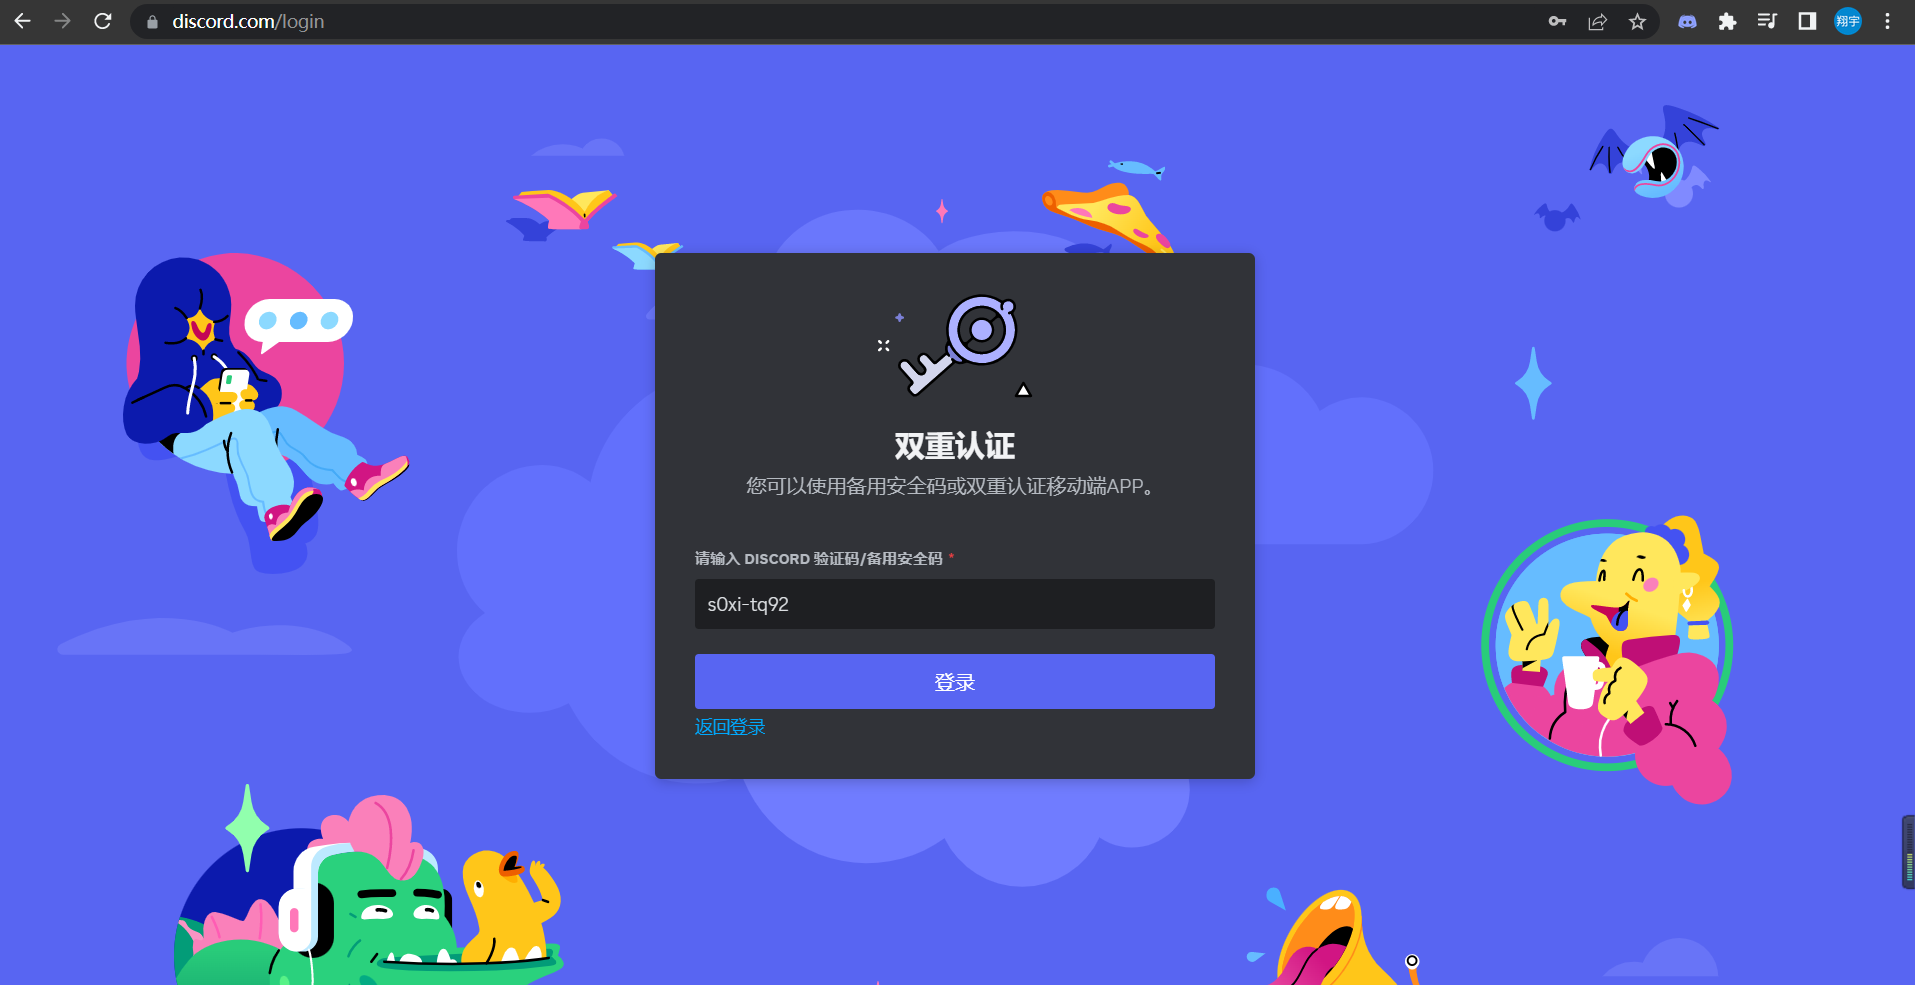 discord.com/login
翔宇
双重认证
您可以使用备用安全码或双重认证移动端APP。
请输入 DISCORD 验证码/备用安全码 *
s0xi-tq92
登录
返回登录